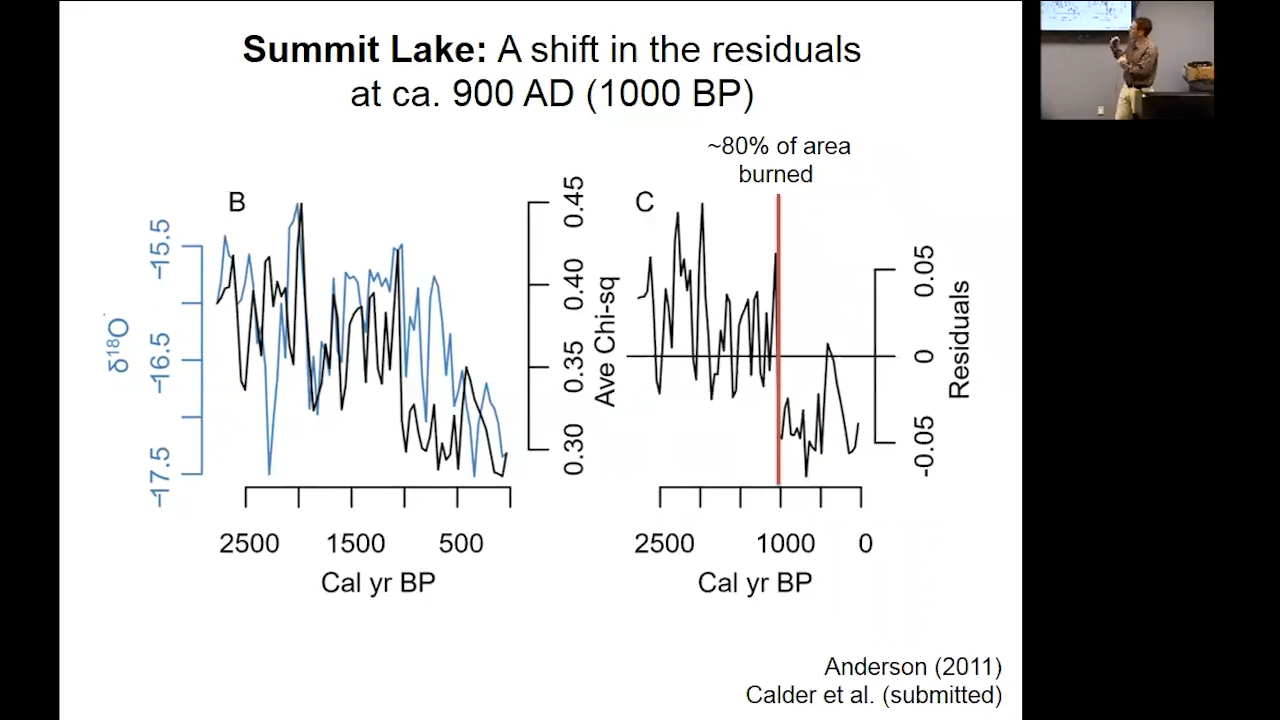 Summit Lake: A shift in the residuals
at ca. 900 AD (1000 BP)
~80% of area
burned
B
C
−15.5
−16.5
−17.5
δ¹⁸O
0.45
0.40
0.35
0.30
Ave Chi-sq
0.05
0
-0.05
Residuals
2500 1500 500
Cal yr BP
2500 1000 0
Cal yr BP
Anderson (2011)
Calder et al. (submitted)